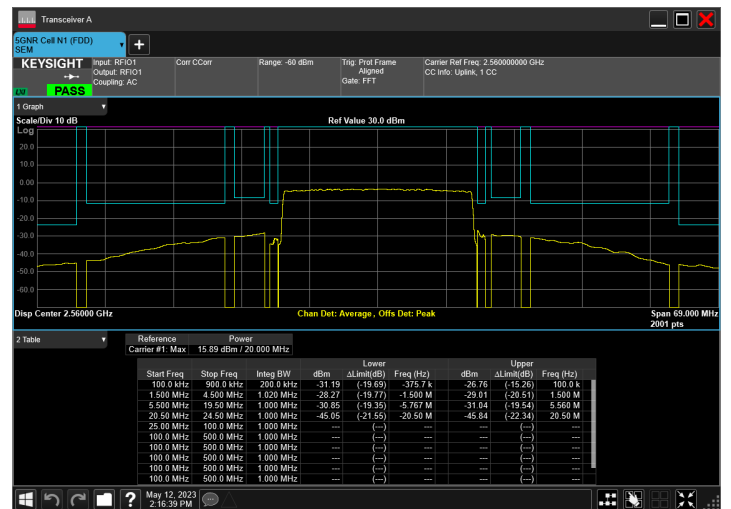 Transceiver A
5GNR Cell N1 (FDD)
SEM
KEYSIGHT
LXI
PASS
Input: RFIO1
Output: RFIO1
Coupling: AC
Corr CCorr
Range: -60 dBm
Trig: Prot Frame
Aligned
Gate: FFT
Carrier Ref Freq: 2.560000000 GHz
CC Info: Uplink, 1 CC
1 Graph
Scale/Div 10 dB
Ref Value 30.0 dBm
Log
20.0
10.0
0.00
-10.0
-20.0
-30.0
-40.0
-50.0
-60.0
Disp Center 2.56000 GHz
Chan Det: Average , Offs Det: Peak
Span 69.000 MHz
2001 pts
2 Table
Reference Power
Carrier #1: Max 15.89 dBm / 20.000 MHz
Lower Upper
Start Freq Stop Freq Integ BW dBm ΔLimit(dB) Freq (Hz) dBm ΔLimit(dB) Freq (Hz)
100.0 kHz 900.0 kHz 200.0 kHz -31.19 (-19.69) -375.7 k -26.76 (-15.26) 100.0 k
1.500 MHz 4.500 MHz 1.020 MHz -28.27 (-19.77) -1.500 M -29.01 (-20.51) 1.500 M
5.500 MHz 19.50 MHz 1.000 MHz -30.85 (-19.35) -5.767 M -31.04 (-19.54) 5.560 M
20.50 MHz 24.50 MHz 1.000 MHz -45.05 (-21.55) -20.50 M -45.84 (-22.34) 20.50 M
25.00 MHz 100.0 MHz 1.000 MHz --- (---) --- --- (---) ---
100.0 MHz 500.0 MHz 1.000 MHz --- (---) --- --- (---) ---
100.0 MHz 500.0 MHz 1.000 MHz --- (---) --- --- (---) ---
100.0 MHz 500.0 MHz 1.000 MHz --- (---) --- --- (---) ---
100.0 MHz 500.0 MHz 1.000 MHz --- (---) --- --- (---) ---
100.0 MHz 500.0 MHz 1.000 MHz --- (---) --- --- (---) ---
May 12, 2023
2:16:39 PM